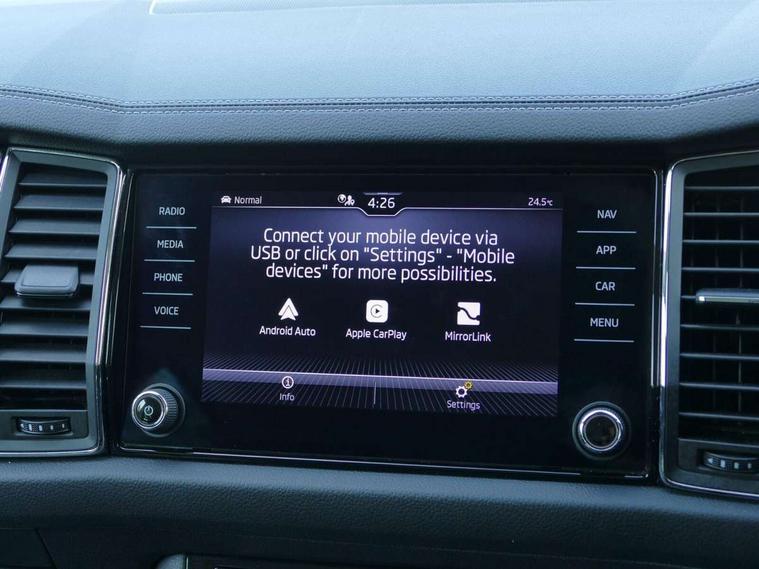 Normal
4:26
24.5°C
RADIO
MEDIA
PHONE
VOICE
Connect your mobile device via
USB or click on "Settings" - "Mobile
devices" for more possibilities.
Android Auto
Apple CarPlay
MirrorLink
Info
Settings
NAV
APP
CAR
MENU